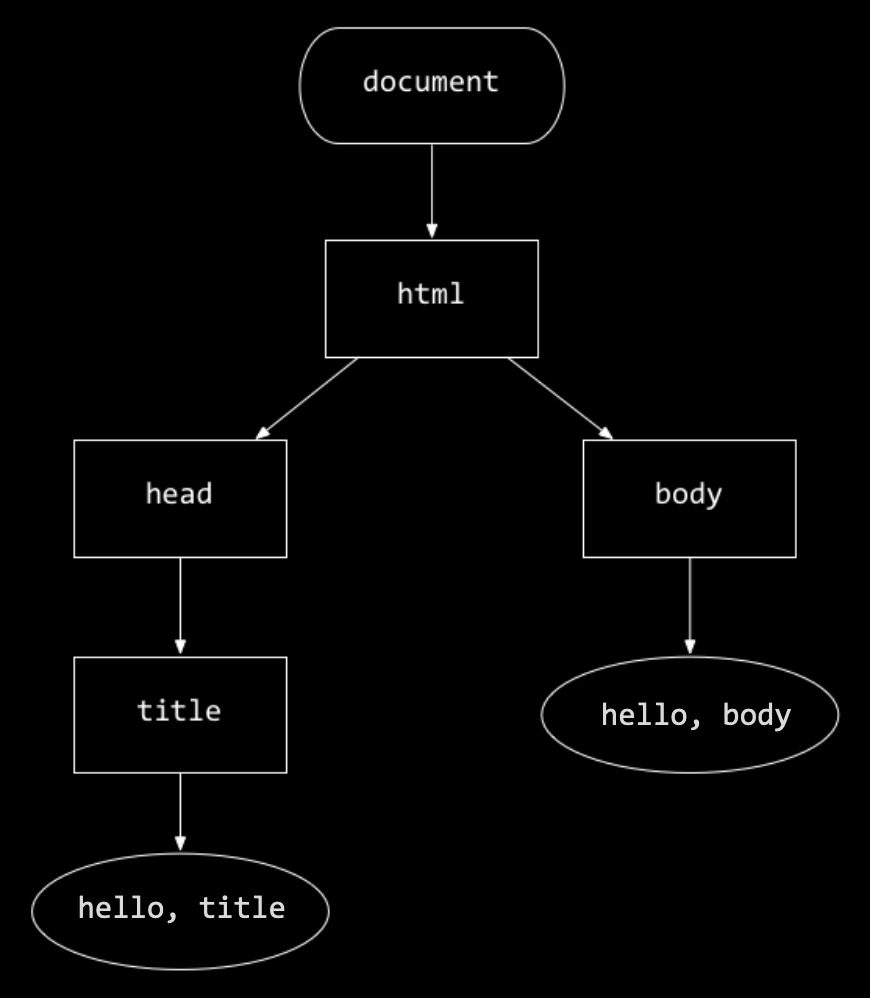 document
html
head
body
title
hello, body
hello, title